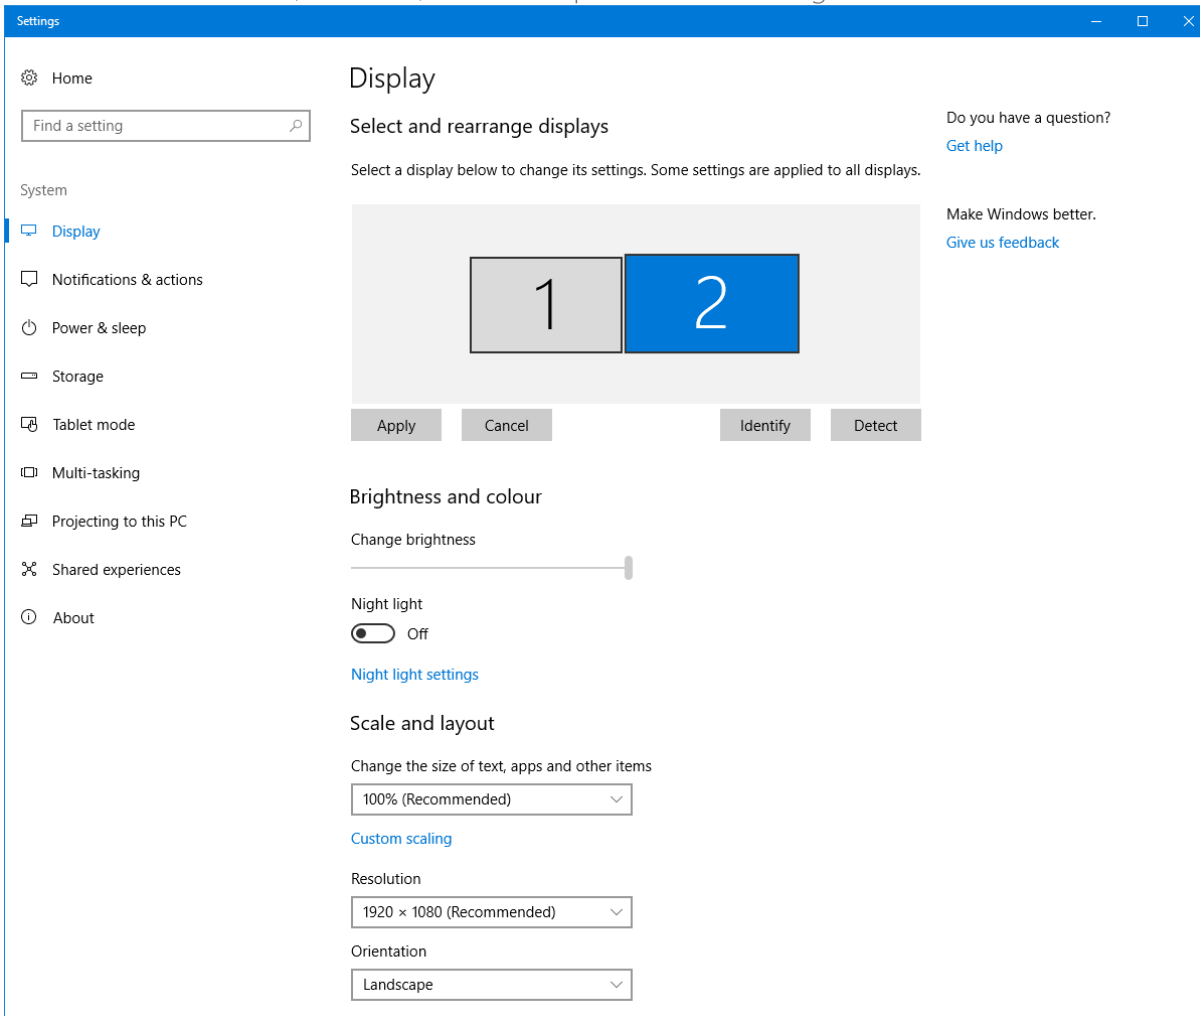 Settings
Home
Find a setting
System
Display
Notifications & actions
Power & sleep
Storage
Tablet mode
Multi-tasking
Projecting to this PC
Shared experiences
About
Display
Select and rearrange displays
Select a display below to change its settings. Some settings are applied to all displays.
1
2
Apply
Cancel
Identify
Detect
Brightness and colour
Change brightness
Night light
Off
Night light settings
Scale and layout
Change the size of text, apps and other items
100% (Recommended)
Custom scaling
Resolution
1920 × 1080 (Recommended)
Orientation
Landscape
Do you have a question?
Get help
Make Windows better.
Give us feedback